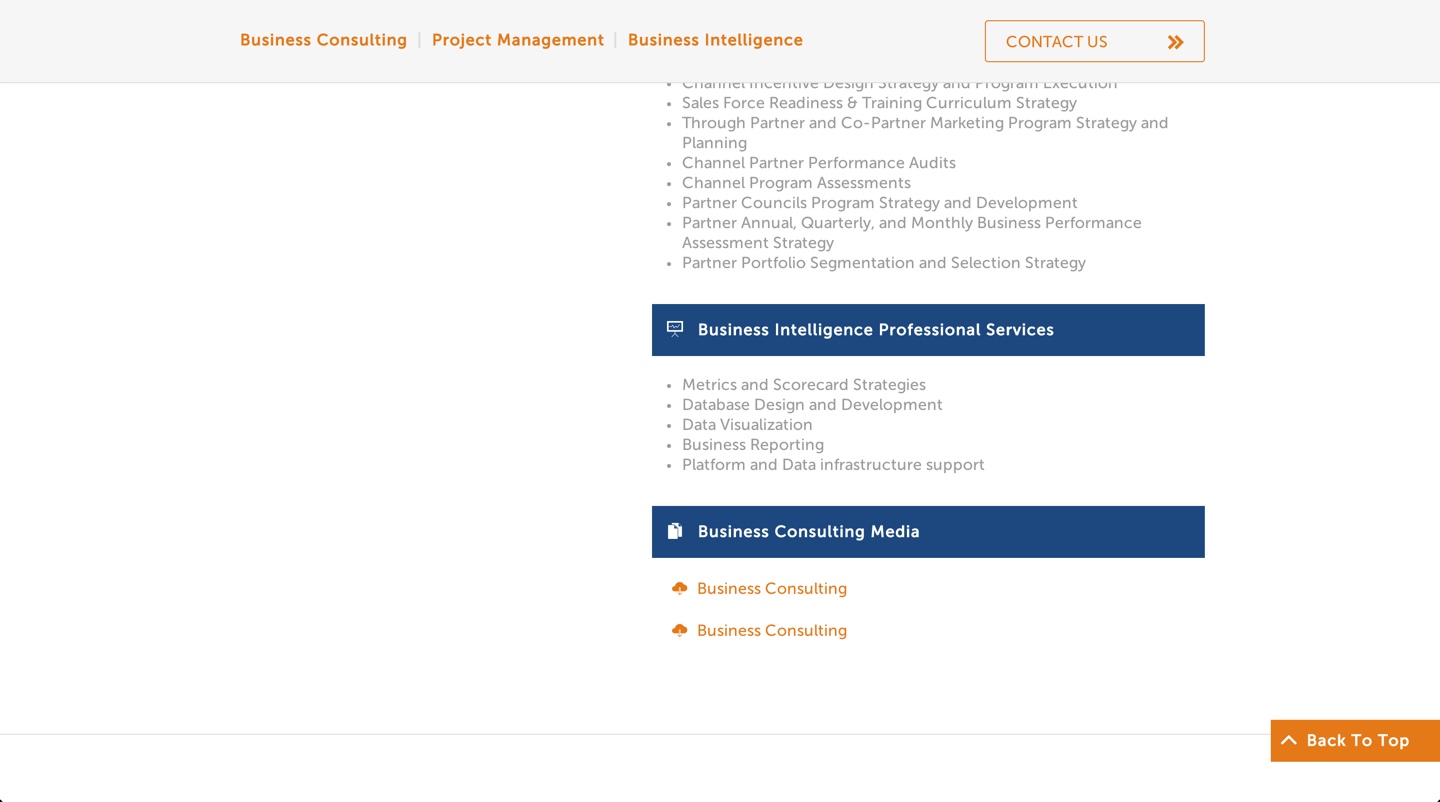 Business Consulting
Project Management
Business Intelligence
CONTACT US
Channel Incentive Design Strategy and Program Execution
Sales Force Readiness & Training Curriculum Strategy
Through Partner and Co-Partner Marketing Program Strategy and
Planning
Channel Partner Performance Audits
Channel Program Assessments
Partner Councils Program Strategy and Development
Partner Annual, Quarterly, and Monthly Business Performance
Assessment Strategy
Partner Portfolio Segmentation and Selection Strategy
Business Intelligence Professional Services
Metrics and Scorecard Strategies
Database Design and Development
Data Visualization
Business Reporting
Platform and Data infrastructure support
Business Consulting Media
Business Consulting
Business Consulting
Back To Top